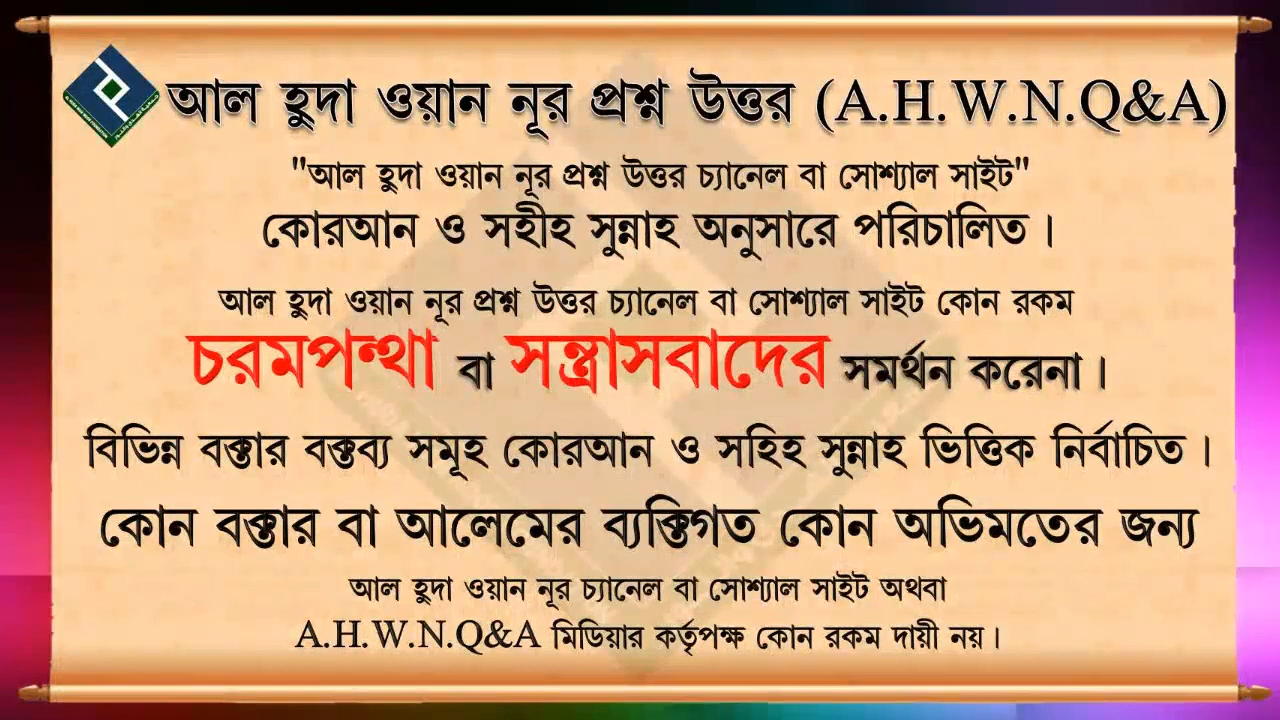 আল হুদা ওয়ান নূর প্রশ্ন উত্তর (A.H.W.N.Q&A)
"আল হুদা ওয়ান নূর প্রশ্ন উত্তর চ্যানেল বা সোশ্যাল সাইট"
কোরআন ও সহীহ সুন্নাহ অনুসারে পরিচালিত।
আল হুদা ওয়ান নূর প্রশ্ন উত্তর চ্যানেল বা সোশ্যাল সাইট কোন রকম
চরমপন্থা বা সন্ত্রাসবাদের সমর্থন করেনা।
বিভিন্ন বক্তার বক্তব্য সমূহ কোরআন ও সহিহ সুন্নাহ ভিত্তিক নির্বাচিত।
কোন বক্তার বা আলেমের ব্যক্তিগত কোন অভিমতের জন্য
আল হুদা ওয়ান নূর চ্যানেল বা সোশ্যাল সাইট অথবা
A.H.W.N.Q&A মিডিয়ার কর্তৃপক্ষ কোন রকম দায়ী নয়।